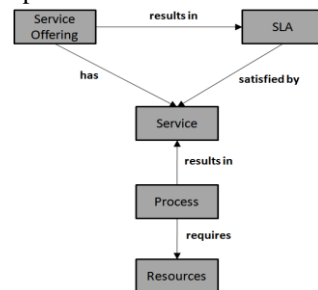 results in
Service
Offering
SLA
has
satisfied by
Service
results in
Process
requires
Resources